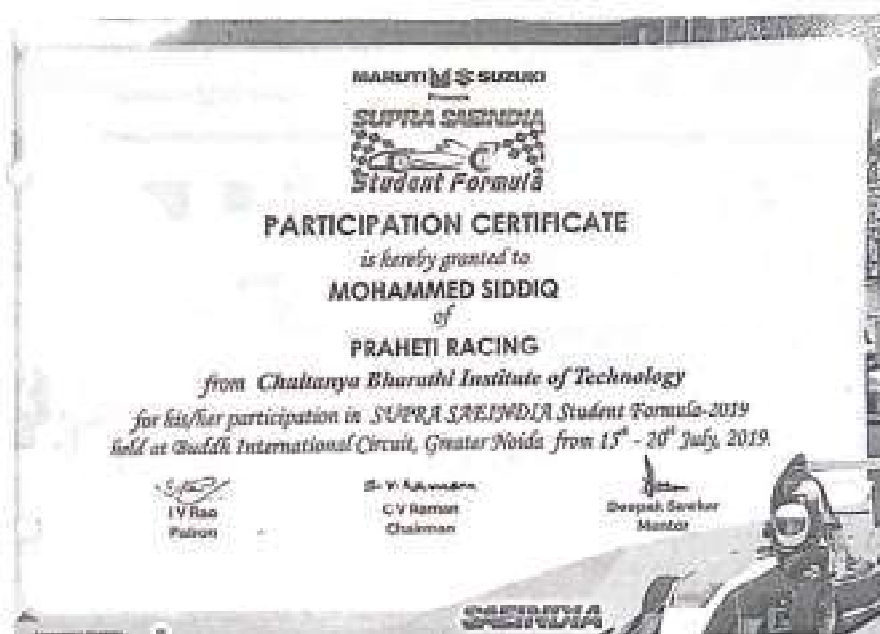 MARUTI SUZUKI
Presents
SUPRA SAEINDIA
Student Formula
PARTICIPATION CERTIFICATE
is hereby granted to
MOHAMMED SIDDIQ
of
PRAHETI RACING
from Chaitanya Bharathi Institute of Technology
for his/her participation in SUPRA SAEINDIA Student Formula-2019
held at Buddh International Circuit, Greater Noida from 15th - 20th July, 2019.
I V Rao
C V Raman
Deepak Sawkar
Patron
Chairman
Mentor
SAEINDIA